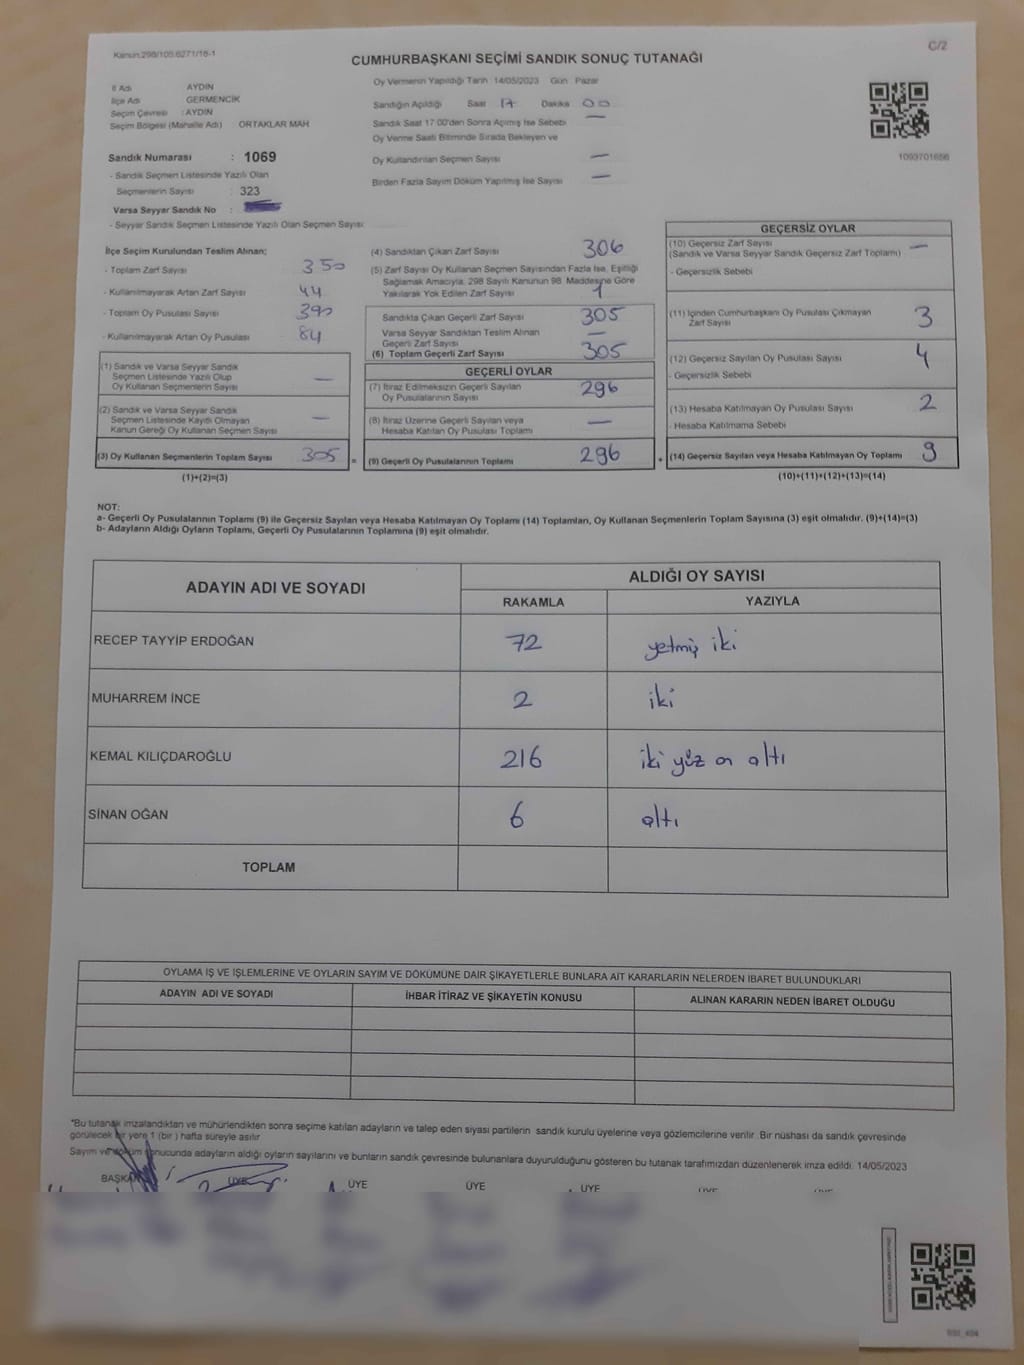 Kanun:298/105.6271/16-1
C/2
CUMHURBAŞKANI SEÇİMİ SANDIK SONUÇ TUTANAĞI
İl Adı AYDIN
İlçe Adı GERMENCİK
Seçim Çevresi : AYDIN
Seçim Bölgesi (Mahalle Adı) ORTAKLAR MAH
Sandık Numarası : 1069
- Sandık Seçmen Listesinde Yazılı Olan
Seçmenlerin Sayısı : 323
Varsa Seyyar Sandık No :
- Seyyar Sandık Seçmen Listesinde Yazılı Olan Seçmen Sayısı:
Oy Vermenin Yapıldığı Tarih :14/05/2023 Gün : Pazar
Sandığın Açıldığı Saat 17 Dakika 00
Sandık Saat 17:00'den Sonra Açılmış İse Sebebi —
Oy Verme Saati Bitiminde Sırada Bekleyen ve
Oy Kullandırılan Seçmen Sayısı —
Birden Fazla Sayım Döküm Yapılmış İse Sayısı —
1093701656
İlçe Seçim Kurulundan Teslim Alınan;
- Toplam Zarf Sayısı 350
- Kullanılmayarak Artan Zarf Sayısı 44
- Toplam Oy Pusulası Sayısı 390
- Kullanılmayarak Artan Oy Pusulası 84
(1) Sandık ve Varsa Seyyar Sandık
Seçmen Listesinde Yazılı Olup
Oy Kullanan Seçmenlerin Sayısı —
(2) Sandık ve Varsa Seyyar Sandık
Seçmen Listesinde Kayıtlı Olmayan
Kanun Gereği Oy Kullanan Seçmen Sayısı —
(3) Oy Kullanan Seçmenlerin Toplam Sayısı 305 =
(1)+(2)=(3)
(4) Sandıktan Çıkan Zarf Sayısı 306
(5) Zarf Sayısı Oy Kullanan Seçmen Sayısından Fazla İse, Eşitliği
Sağlamak Amacıyla, 298 Sayılı Kanunun 98. Maddesine Göre
Yakılarak Yok Edilen Zarf Sayısı 1
Sandıkta Çıkan Geçerli Zarf Sayısı 305
Varsa Seyyar Sandıktan Teslim Alınan
Geçerli Zarf Sayısı —
(6) Toplam Geçerli Zarf Sayısı 305
GEÇERLİ OYLAR
(7) İtiraz Edilmeksizin Geçerli Sayılan
Oy Pusulalarının Sayısı 296
(8) İtiraz Üzerine Geçerli Sayılan veya
Hesaba Katılan Oy Pusulası Toplamı —
(9) Geçerli Oy Pusulalarının Toplamı 296 +
GEÇERSİZ OYLAR
(10) Geçersiz Zarf Sayısı —
(Sandık ve Varsa Seyyar Sandık Geçersiz Zarf Toplamı)
- Geçersizlik Sebebi
(11) İçinden Cumhurbaşkanı Oy Pusulası Çıkmayan
Zarf Sayısı 3
(12) Geçersiz Sayılan Oy Pusulası Sayısı 4
- Geçersizlik Sebebi
(13) Hesaba Katılmayan Oy Pusulası Sayısı 2
- Hesaba Katılmama Sebebi
(14) Geçersiz Sayılan veya Hesaba Katılmayan Oy Toplamı 9
(10)+(11)+(12)+(13)=(14)
NOT:
a- Geçerli Oy Pusulalarının Toplamı (9) ile Geçersiz Sayılan veya Hesaba Katılmayan Oy Toplamı (14) Toplamları, Oy Kullanan Seçmenlerin Toplam Sayısına (3) eşit olmalıdır. (9)+(14)=(3)
b- Adayların Aldığı Oyların Toplamı, Geçerli Oy Pusulalarının Toplamına (9) eşit olmalıdır.
ADAYIN ADI VE SOYADI ALDIĞI OY SAYISI
RAKAMLA YAZIYLA
RECEP TAYYİP ERDOĞAN 72 yetmiş iki
MUHARREM İNCE 2 iki
KEMAL KILIÇDAROĞLU 216 iki yüz on altı
SİNAN OĞAN 6 altı
TOPLAM
OYLAMA İŞ VE İŞLEMLERİNE VE OYLARIN SAYIM VE DÖKÜMÜNE DAİR ŞİKAYETLERLE BUNLARA AİT KARARLARIN NELERDEN İBARET BULUNDUKLARI
ADAYIN ADI VE SOYADI İHBAR İTİRAZ VE ŞİKAYETİN KONUSU ALINAN KARARIN NEDEN İBARET OLDUĞU
*Bu tutanak imzalandıktan ve mühürlendikten sonra seçime katılan adayların ve talep eden siyasi partilerin sandık kurulu üyelerine veya gözlemcilerine verilir. Bir nüshası da sandık çevresinde
görülecek bir yere 1 (bir ) hafta süreyle asılır
Sayım ve döküm sonucunda adayların aldığı oyların sayılarını ve bunların sandık çevresinde bulunanlara duyurulduğunu gösteren bu tutanak tarafımızdan düzenlenerek imza edildi. 14/05/2023
BAŞKAN ÜYE ÜYE ÜYE ÜYE ÜYE ÜYE